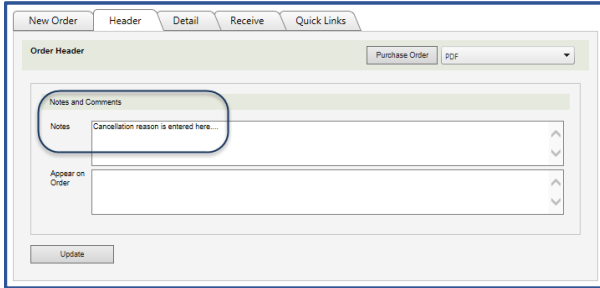 New Order Header Detail Receive Quick Links
Order Header Purchase Order PDF
Notes and Comments
Notes Cancellation reason is entered here....
Appear on
Order
Update